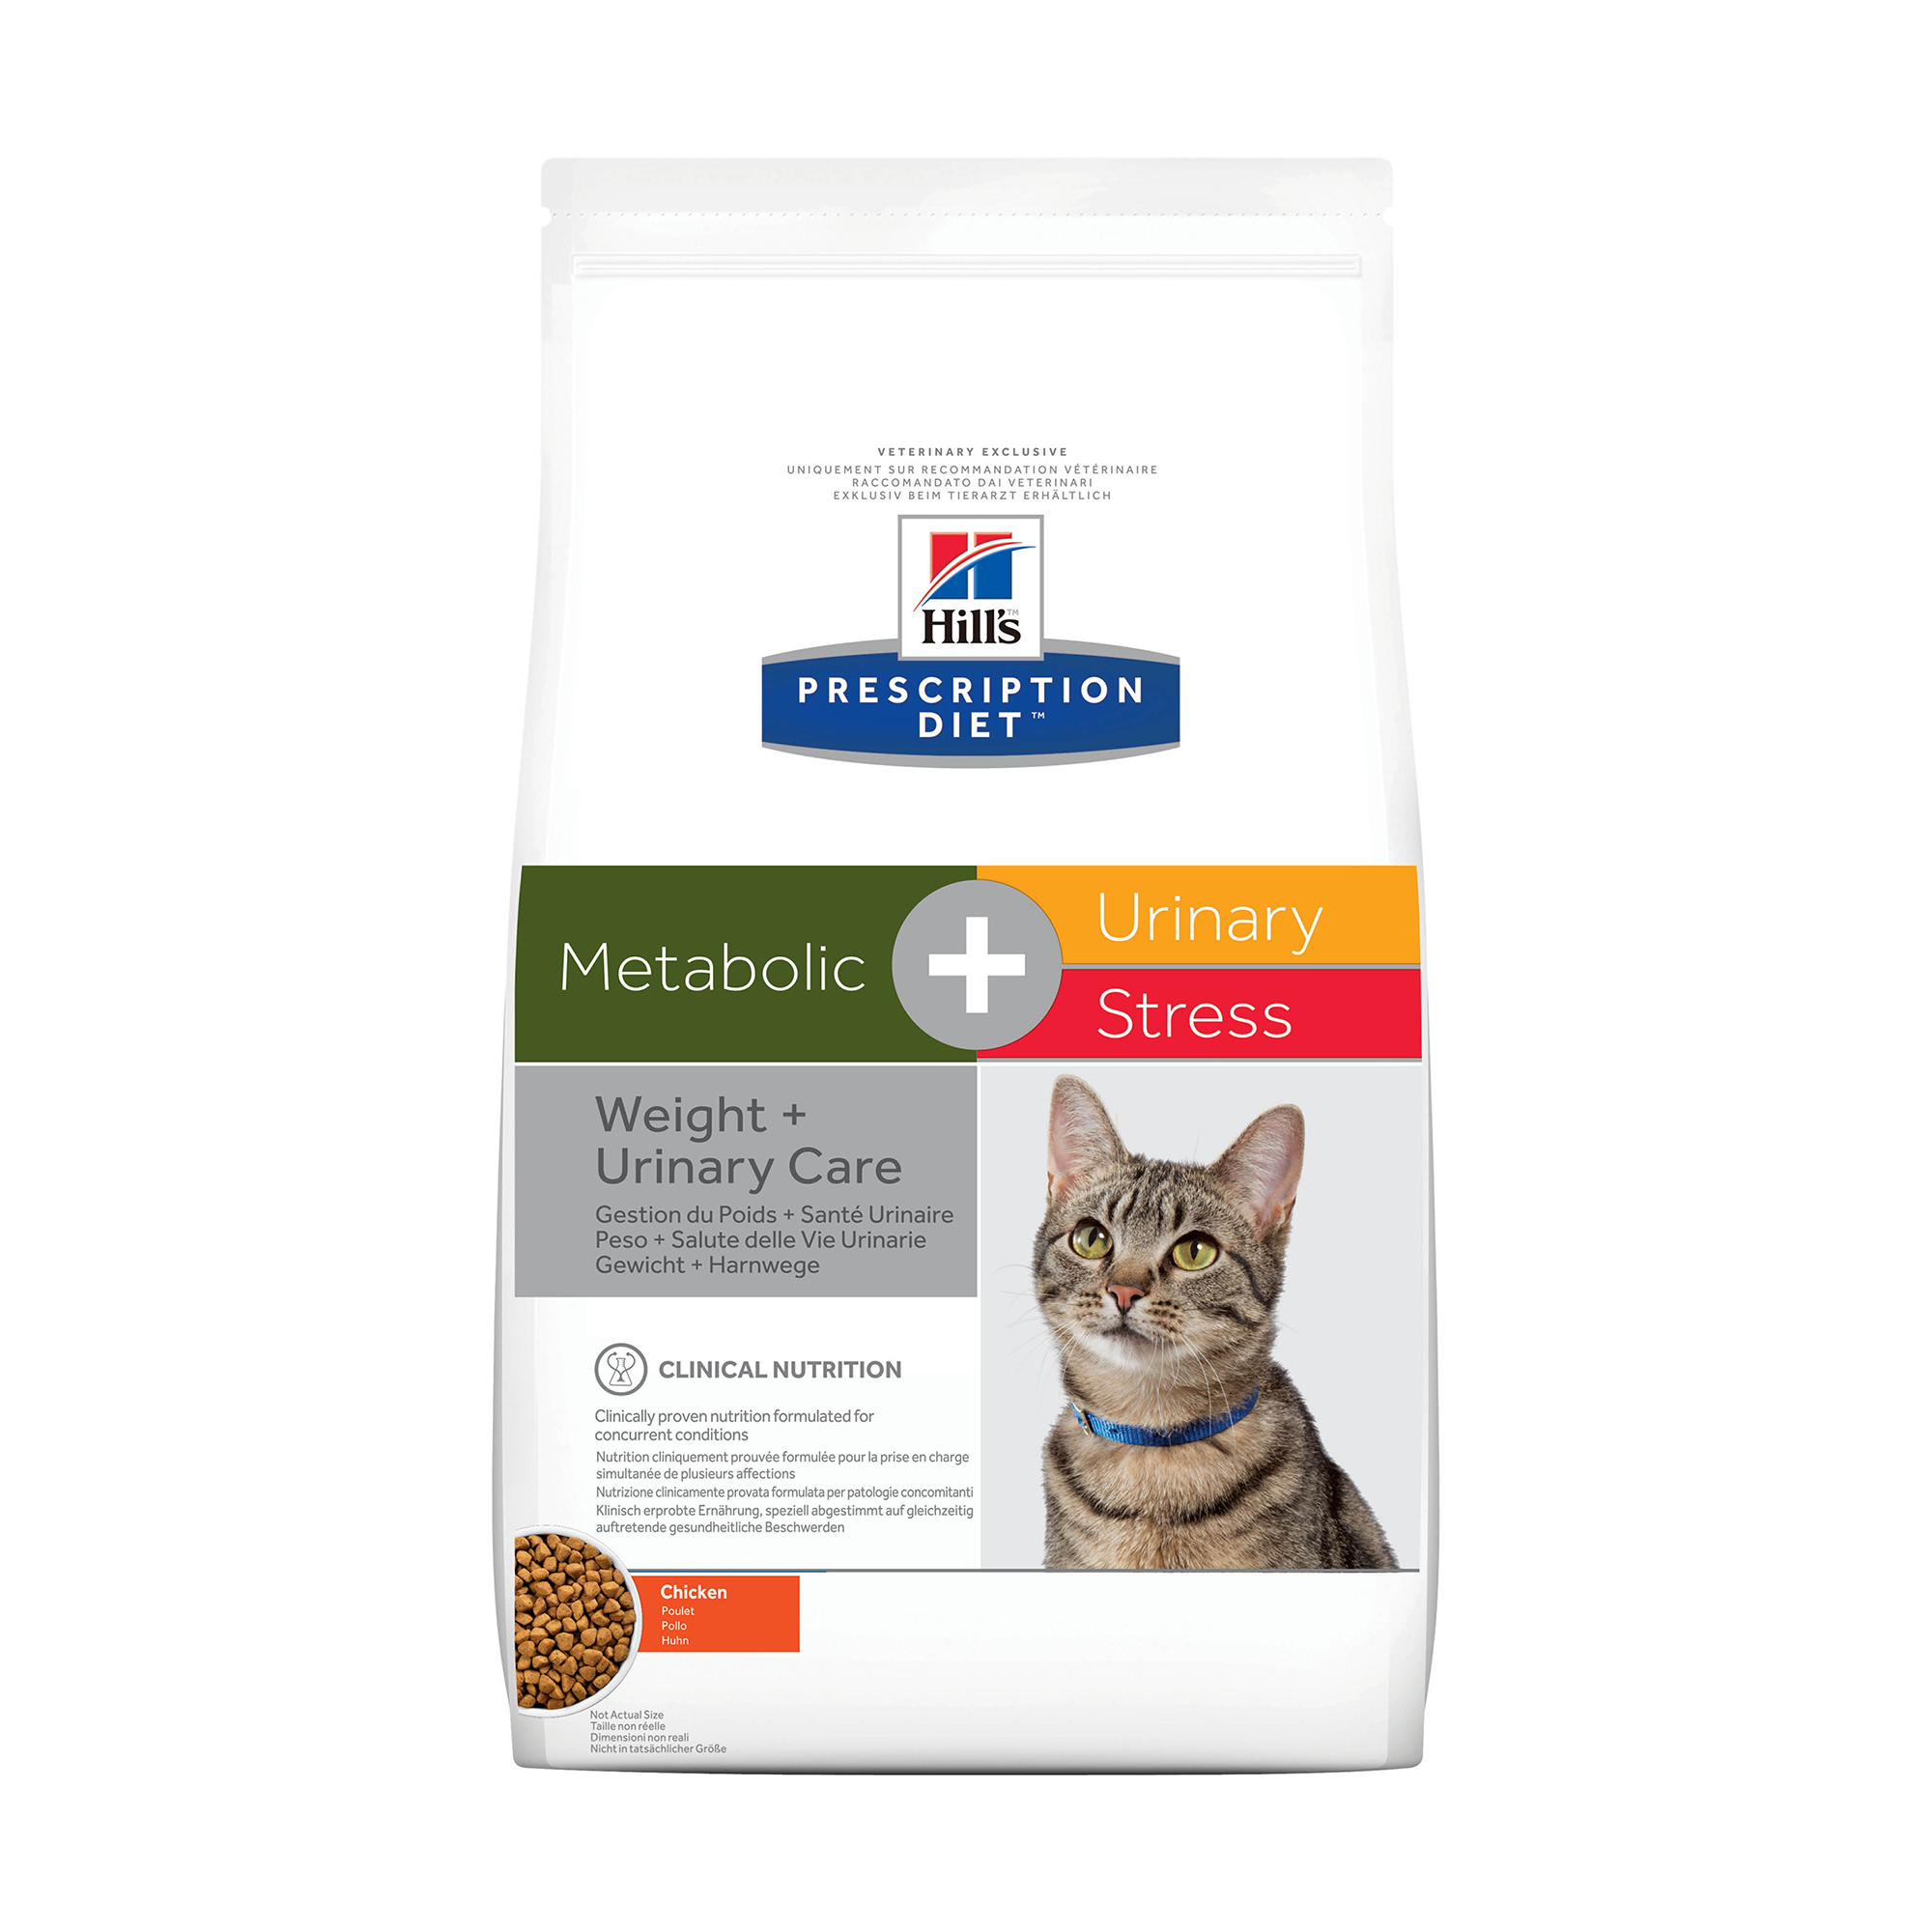 VETERINARY EXCLUSIVE
UNIQUEMENT SUR RECOMMANDATION VÉTÉRINAIRE
RACCOMANDATO DAI VETERINARI
EXKLUSIV BEIM TIERARZT ERHÄLTLICH
Hill's™
PRESCRIPTION
DIET™
Metabolic
+
Urinary
Stress
Weight +
Urinary Care
Gestion du Poids + Santé Urinaire
Peso + Salute delle Vie Urinarie
Gewicht + Harnwege
CLINICAL NUTRITION
Clinically proven nutrition formulated for
concurrent conditions
Nutrition cliniquement prouvée formulée pour la prise en charge
simultanée de plusieurs affections
Nutrizione clinicamente provata formulata per patologie concomitanti
Klinisch erprobte Ernährung, speziell abgestimmt auf gleichzeitig
auftretende gesundheitliche Beschwerden
Chicken
Poulet
Pollo
Huhn
Not Actual Size
Taille non réelle
Dimensioni non reali
Nicht in tatsächlicher Größe